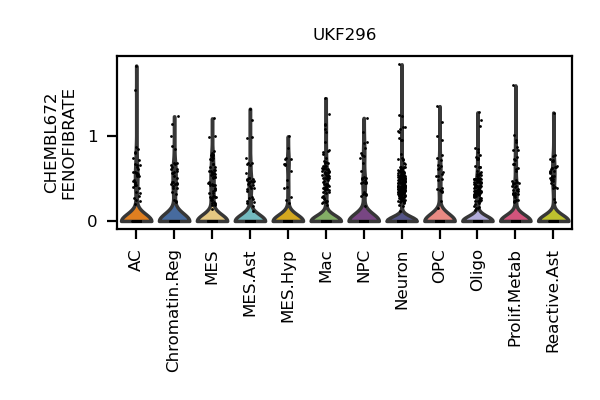 UKF296
CHEMBL672
FENOFIBRATE
1
0
AC
Chromatin.Reg
MES
MES.Ast
MES.Hyp
Mac
NPC
Neuron
OPC
Oligo
Prolif.Metab
Reactive.Ast